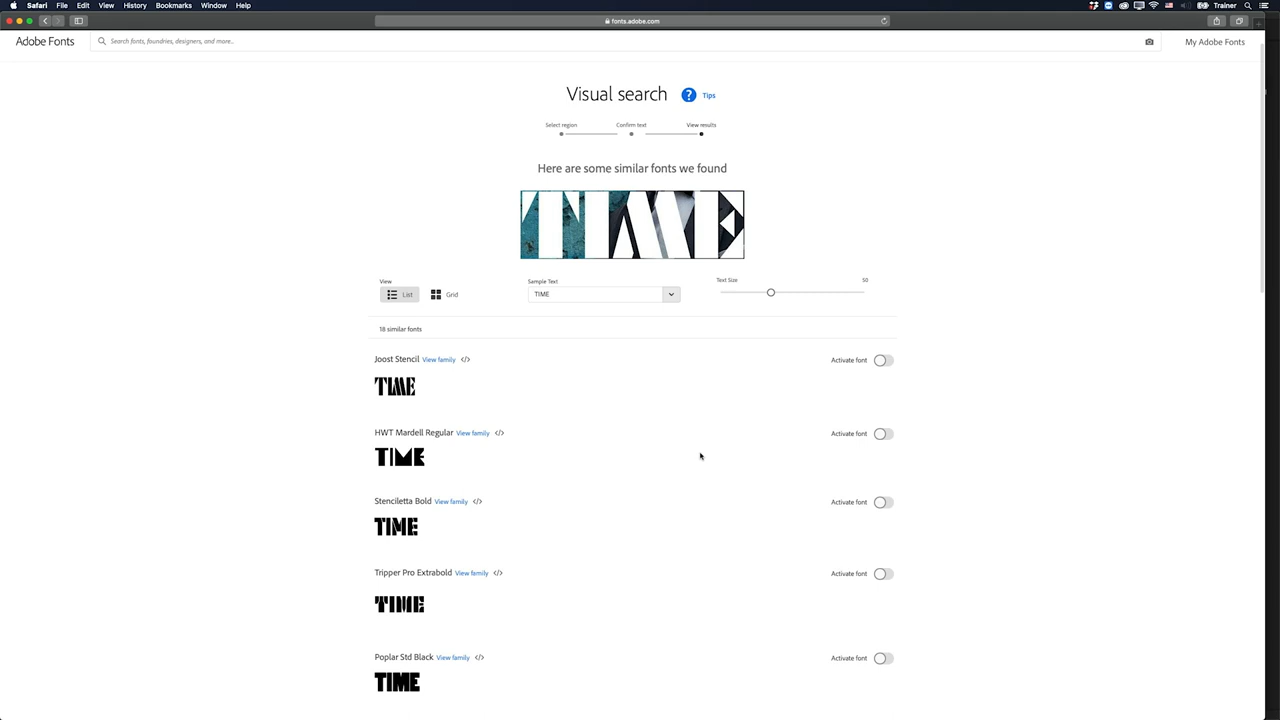 Safari File Edit View History Bookmarks Window Help Trainer
fonts.adobe.com
Adobe Fonts Search fonts, foundries, designers, and more... My Adobe Fonts
Visual search ? Tips
Select region Confirm text View results
Here are some similar fonts we found
TIME
View Sample Text Text Size 50
List Grid TIME
18 similar fonts
Joost Stencil View family </> Activate font
TIME
HWT Mardell Regular View family </> Activate font
TIME
Stenciletta Bold View family </> Activate font
TIME
Tripper Pro Extrabold View family </> Activate font
TIME
Poplar Std Black View family </> Activate font
TIME